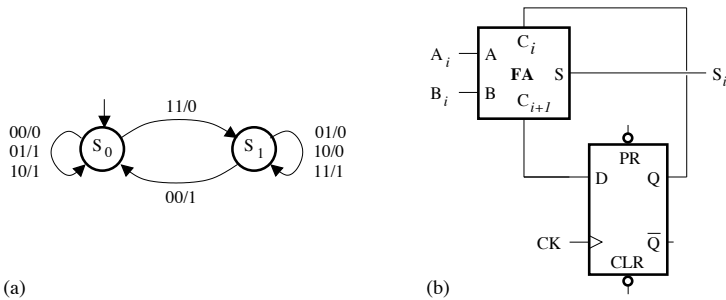 11/0
00/0
01/1
10/1
S0
S1
01/0
10/0
11/1
00/1
(a)
Ci
Ai
A
FA
S
Si
Bi
B
Ci+1
PR
D
Q
CK
Q̅
CLR
(b)